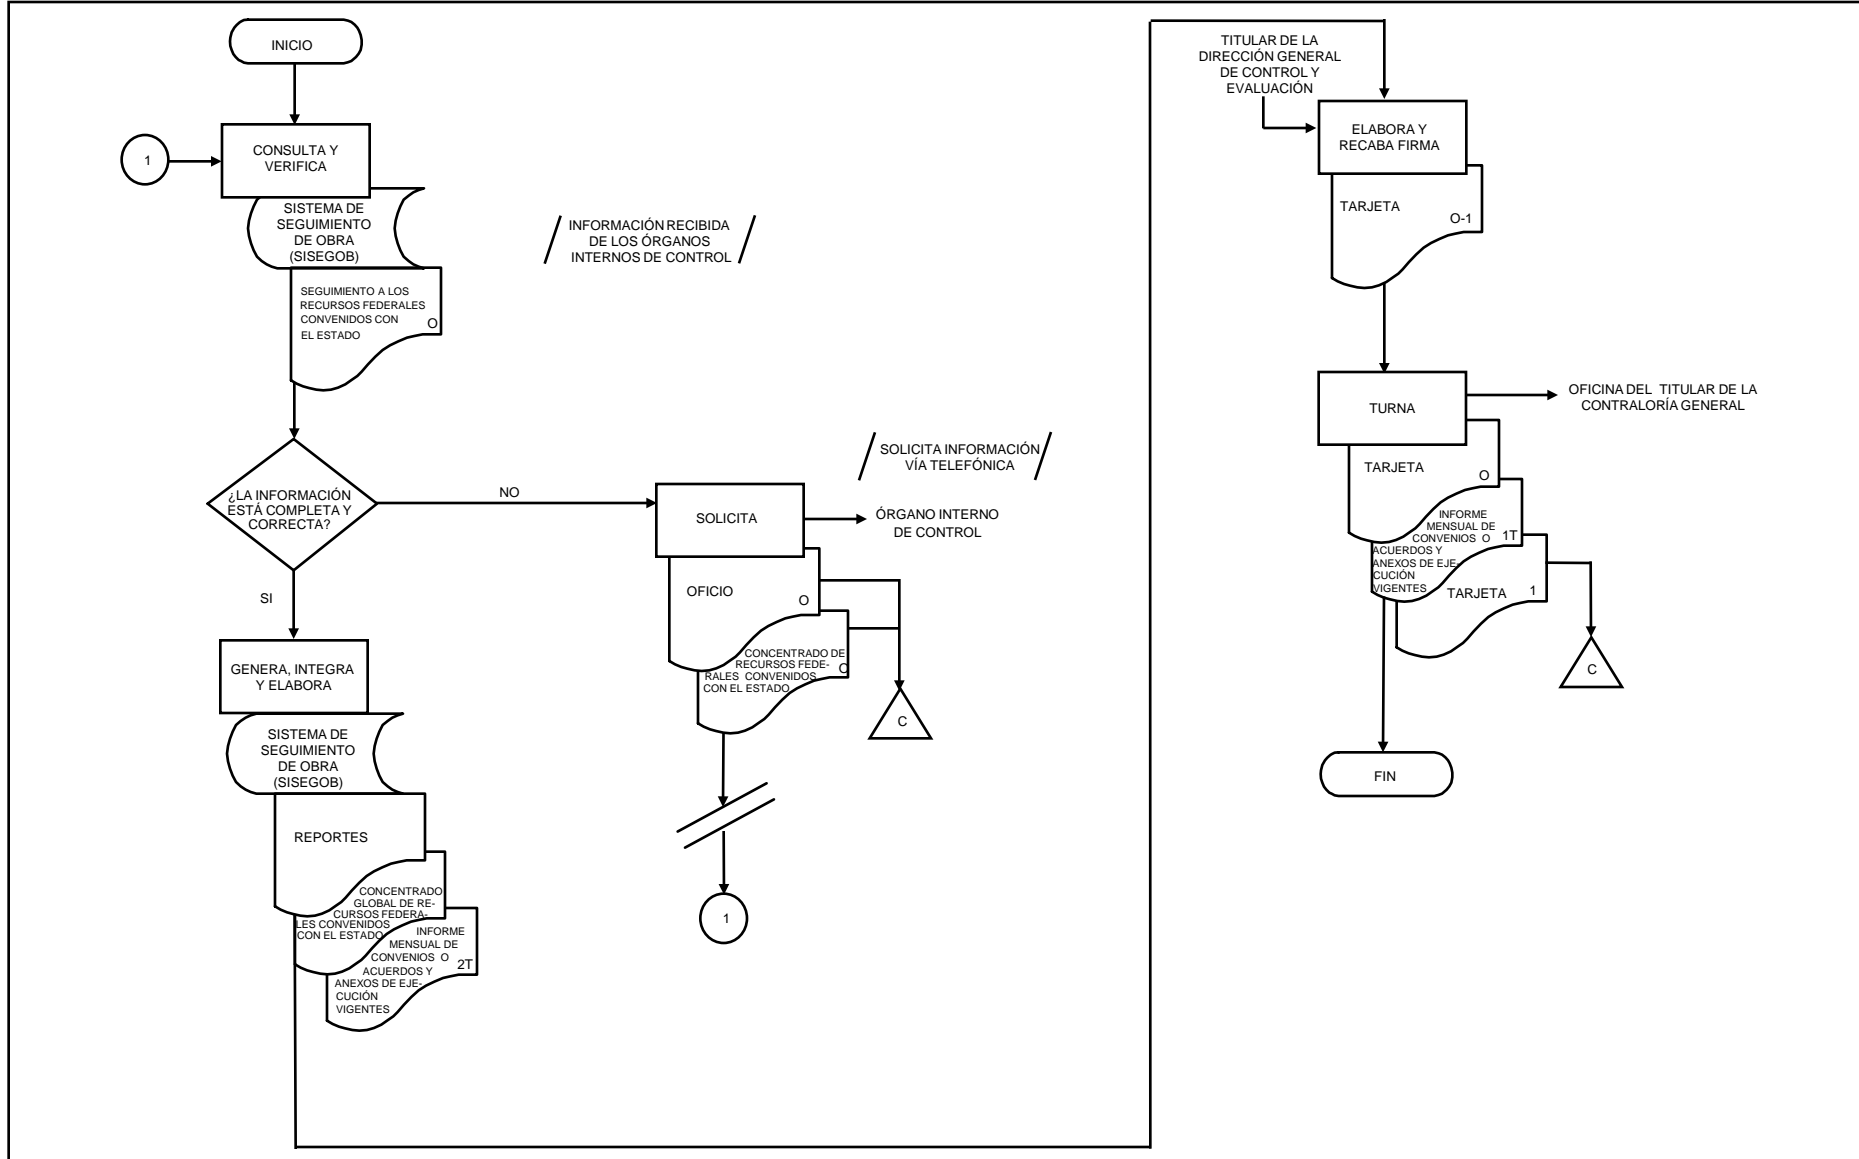 INICIO
1
CONSULTA Y
VERIFICA
SISTEMA DE
SEGUIMIENTO
DE OBRA
(SISEGOB)
SEGUIMIENTO A LOS
RECURSOS FEDERALES
CONVENIDOS CON
EL ESTADO
O
INFORMACIÓN RECIBIDA
DE LOS ÓRGANOS
INTERNOS DE CONTROL
¿LA INFORMACIÓN
ESTÁ COMPLETA Y
CORRECTA?
NO
SI
SOLICITA INFORMACIÓN
VÍA TELEFÓNICA
SOLICITA
ÓRGANO INTERNO
DE CONTROL
OFICIO
O
CONCENTRADO DE
RECURSOS FEDE-
RALES CONVENIDOS
CON EL ESTADO
O
C
1
GENERA, INTEGRA
Y ELABORA
SISTEMA DE
SEGUIMIENTO
DE OBRA
(SISEGOB)
REPORTES
CONCENTRADO
GLOBAL DE RE-
CURSOS FEDERA-
LES CONVENIDOS
CON EL ESTADO
INFORME
MENSUAL DE
CONVENIOS O
ACUERDOS Y
ANEXOS DE EJE-
CUCIÓN
VIGENTES
2T
TITULAR DE LA
DIRECCIÓN GENERAL
DE CONTROL Y
EVALUACIÓN
ELABORA Y
RECABA FIRMA
TARJETA
O-1
TURNA
OFICINA DEL TITULAR DE LA
CONTRALORÍA GENERAL
TARJETA
O
INFORME
MENSUAL DE
CONVENIOS O
ACUERDOS Y
ANEXOS DE EJE-
CUCIÓN
VIGENTES
1T
TARJETA
1
C
FIN